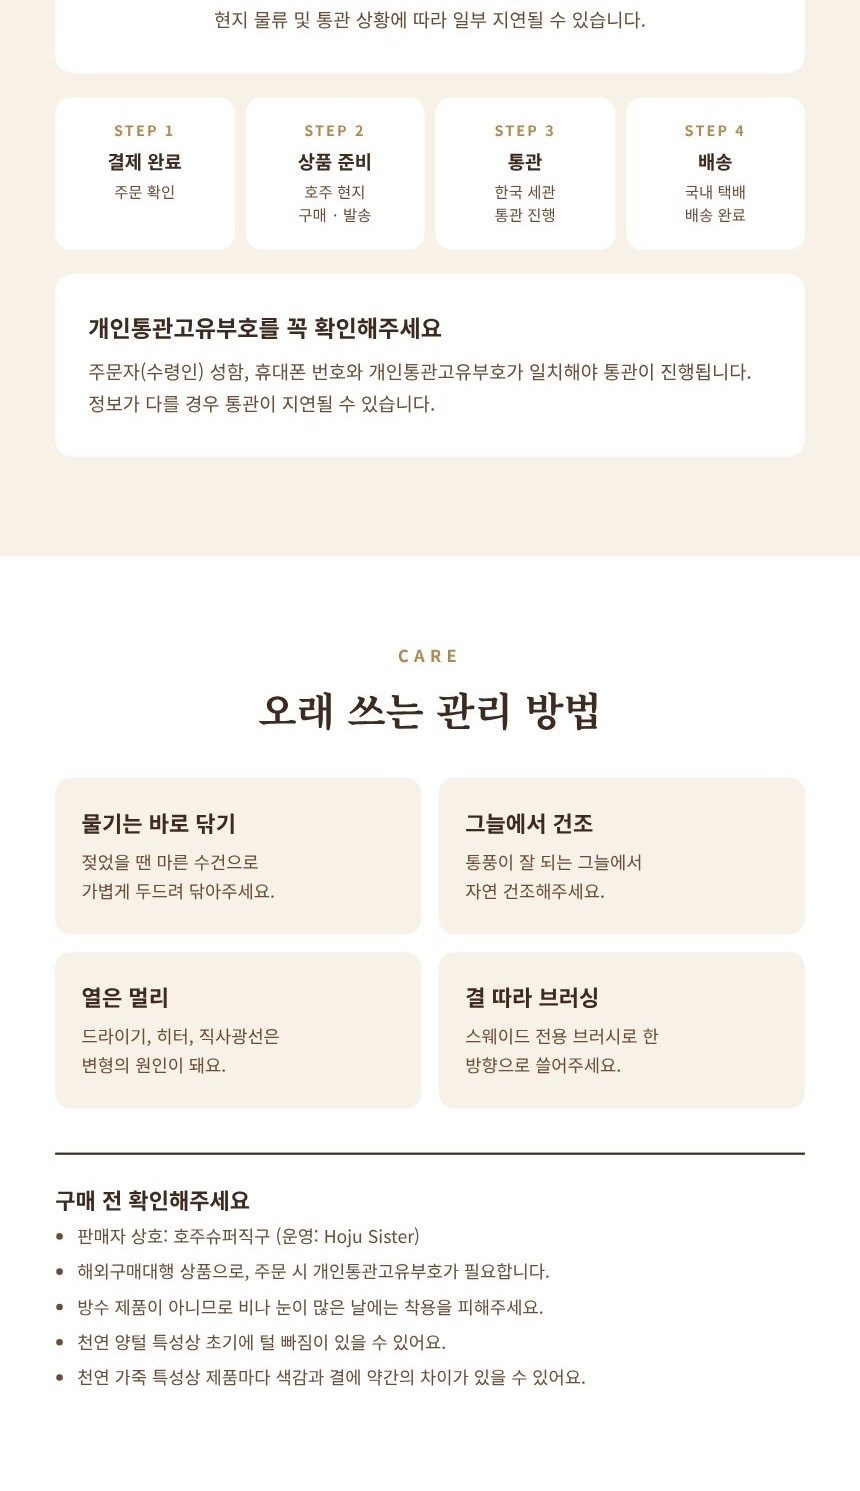 현지 물류 및 통관 상황에 따라 일부 지연될 수 있습니다.
STEP 1
결제 완료
주문 확인
STEP 2
상품 준비
호주 현지
구매 · 발송
STEP 3
통관
한국 세관
통관 진행
STEP 4
배송
국내 택배
배송 완료
개인통관고유부호를 꼭 확인해주세요
주문자(수령인) 성함, 휴대폰 번호와 개인통관고유부호가 일치해야 통관이 진행됩니다.
정보가 다를 경우 통관이 지연될 수 있습니다.
CARE
오래 쓰는 관리 방법
물기는 바로 닦기
젖었을 땐 마른 수건으로
가볍게 두드려 닦아주세요.
그늘에서 건조
통풍이 잘 되는 그늘에서
자연 건조해주세요.
열은 멀리
드라이기, 히터, 직사광선은
변형의 원인이 돼요.
결 따라 브러싱
스웨이드 전용 브러시로 한
방향으로 쓸어주세요.
구매 전 확인해주세요
• 판매자 상호: 호주슈퍼직구 (운영: Hoju Sister)
• 해외구매대행 상품으로, 주문 시 개인통관고유부호가 필요합니다.
• 방수 제품이 아니므로 비나 눈이 많은 날에는 착용을 피해주세요.
• 천연 양털 특성상 초기에 털 빠짐이 있을 수 있어요.
• 천연 가죽 특성상 제품마다 색감과 결에 약간의 차이가 있을 수 있어요.